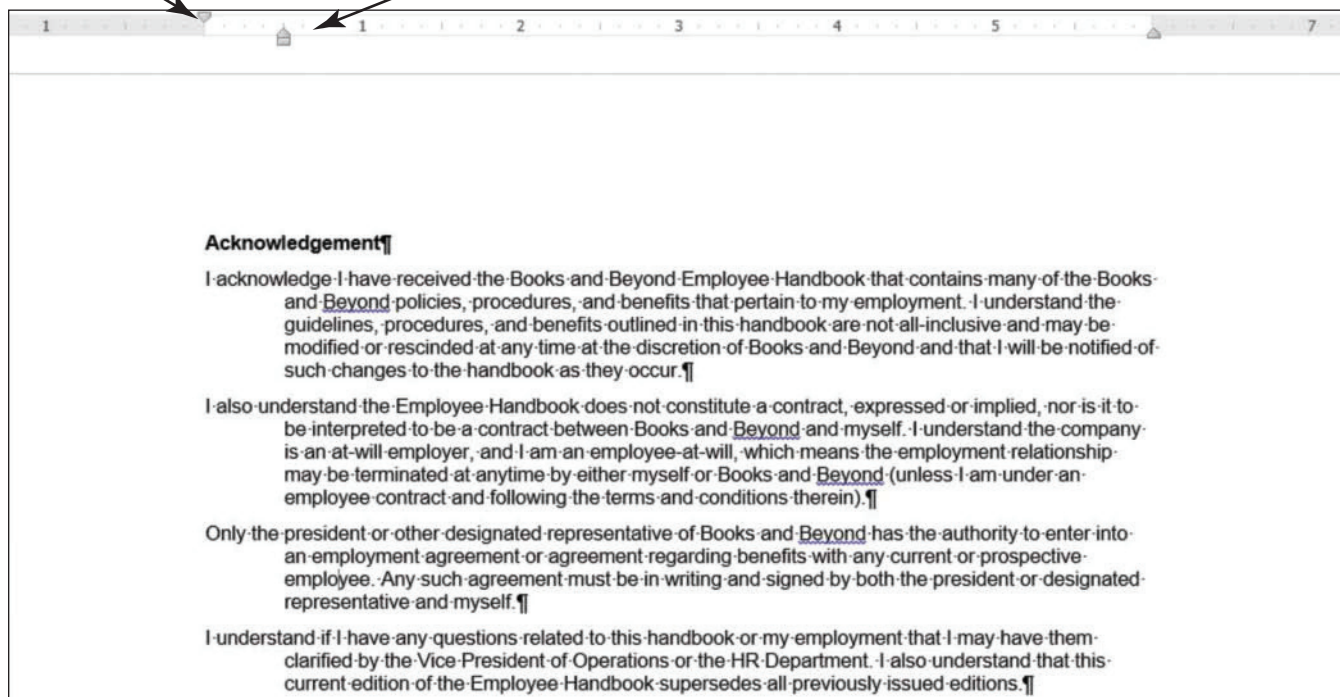 1 1 2 3 4 5 7
Acknowledgement¶
I·acknowledge·I·have·received·the·Books·and·Beyond·Employee·Handbook·that·contains·many·of·the·Books·
and·Beyond·policies,·procedures,·and·benefits·that·pertain·to·my·employment.·I·understand·the·
guidelines,·procedures,·and·benefits·outlined·in·this·handbook·are·not·all-inclusive·and·may·be·
modified·or·rescinded·at·any·time·at·the·discretion·of·Books·and·Beyond·and·that·I·will·be·notified·of·
such·changes·to·the·handbook·as·they·occur.¶
I·also·understand·the·Employee·Handbook·does·not·constitute·a·contract,·expressed·or·implied,·nor·is·it·to·
be·interpreted·to·be·a·contract·between·Books·and·Beyond·and·myself.·I·understand·the·company·
is·an·at-will·employer,·and·I·am·an·employee-at-will,·which·means·the·employment·relationship·
may·be·terminated·at·anytime·by·either·myself·or·Books·and·Beyond·(unless·I·am·under·an·
employee·contract·and·following·the·terms·and·conditions·therein).¶
Only·the·president·or·other·designated·representative·of·Books·and·Beyond·has·the·authority·to·enter·into·
an·employment·agreement·or·agreement·regarding·benefits·with·any·current·or·prospective·
employee.·Any·such·agreement·must·be·in·writing·and·signed·by·both·the·president·or·designated·
representative·and·myself.¶
I·understand·if·I·have·any·questions·related·to·this·handbook·or·my·employment·that·I·may·have·them·
clarified·by·the·Vice·President·of·Operations·or·the·HR·Department.·I·also·understand·that·this·
current·edition·of·the·Employee·Handbook·supersedes·all·previously·issued·editions.¶